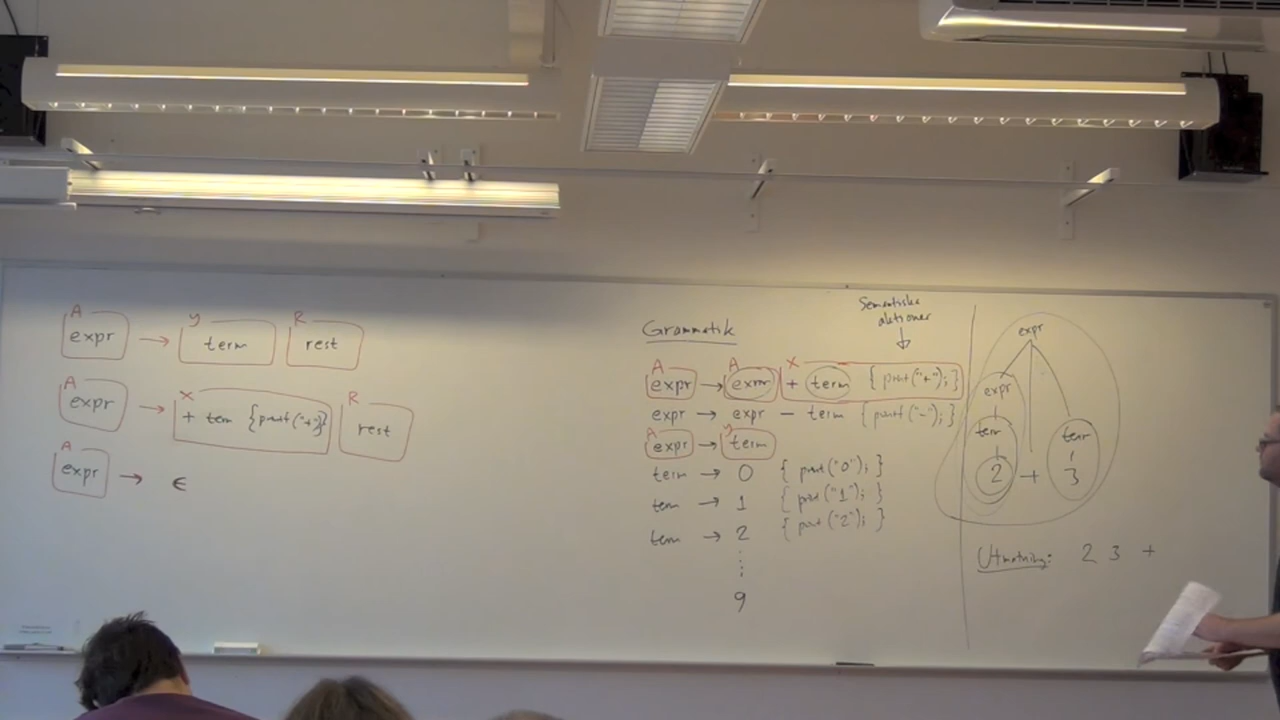 A Y R
expr → term rest
A X R
expr → + term {printf("+")} rest
A
expr → ϵ
Semantiska
aktioner
Grammatik
A A X
expr → expr + term { print("+"); }
expr → expr - term { print("-"); }
A Y
expr → term
term → 0 { print("0"); }
term → 1 { print("1"); }
term → 2 { print("2"); }
⋮
9
expr
expr
term term
2 + 3
Utmatning: 2 3 +